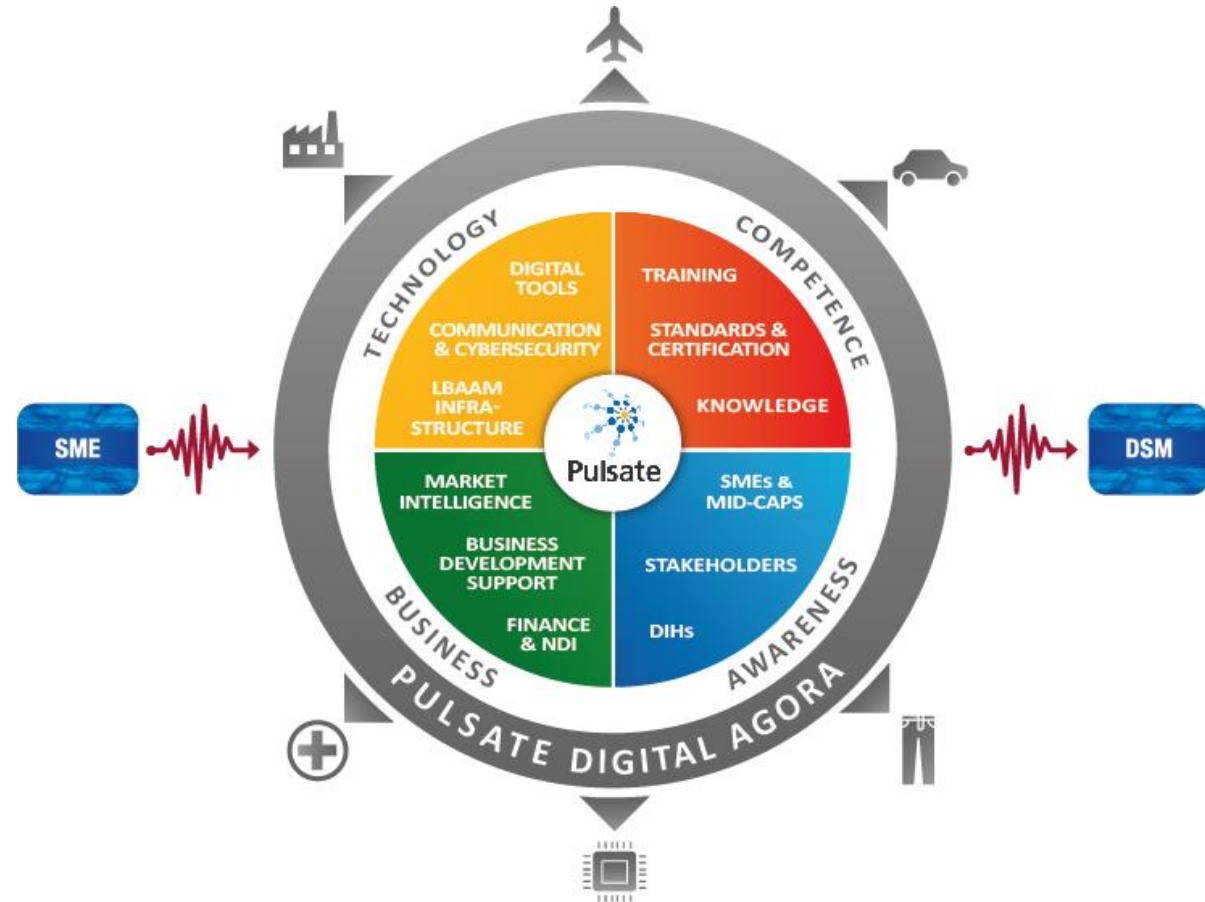 TECHNOLOGY
DIGITAL
TOOLS
COMMUNICATION
& CYBERSECURITY
LBAAM
INFRA-
STRUCTURE
COMPETENCE
TRAINING
STANDARDS &
CERTIFICATION
KNOWLEDGE
SME
Pulsate
DSM
MARKET
INTELLIGENCE
BUSINESS
DEVELOPMENT
SUPPORT
FINANCE
& NDI
BUSINESS
SMEs &
MID-CAPS
STAKEHOLDERS
DIHs
AWARENESS
PULSATE DIGITAL AGORA